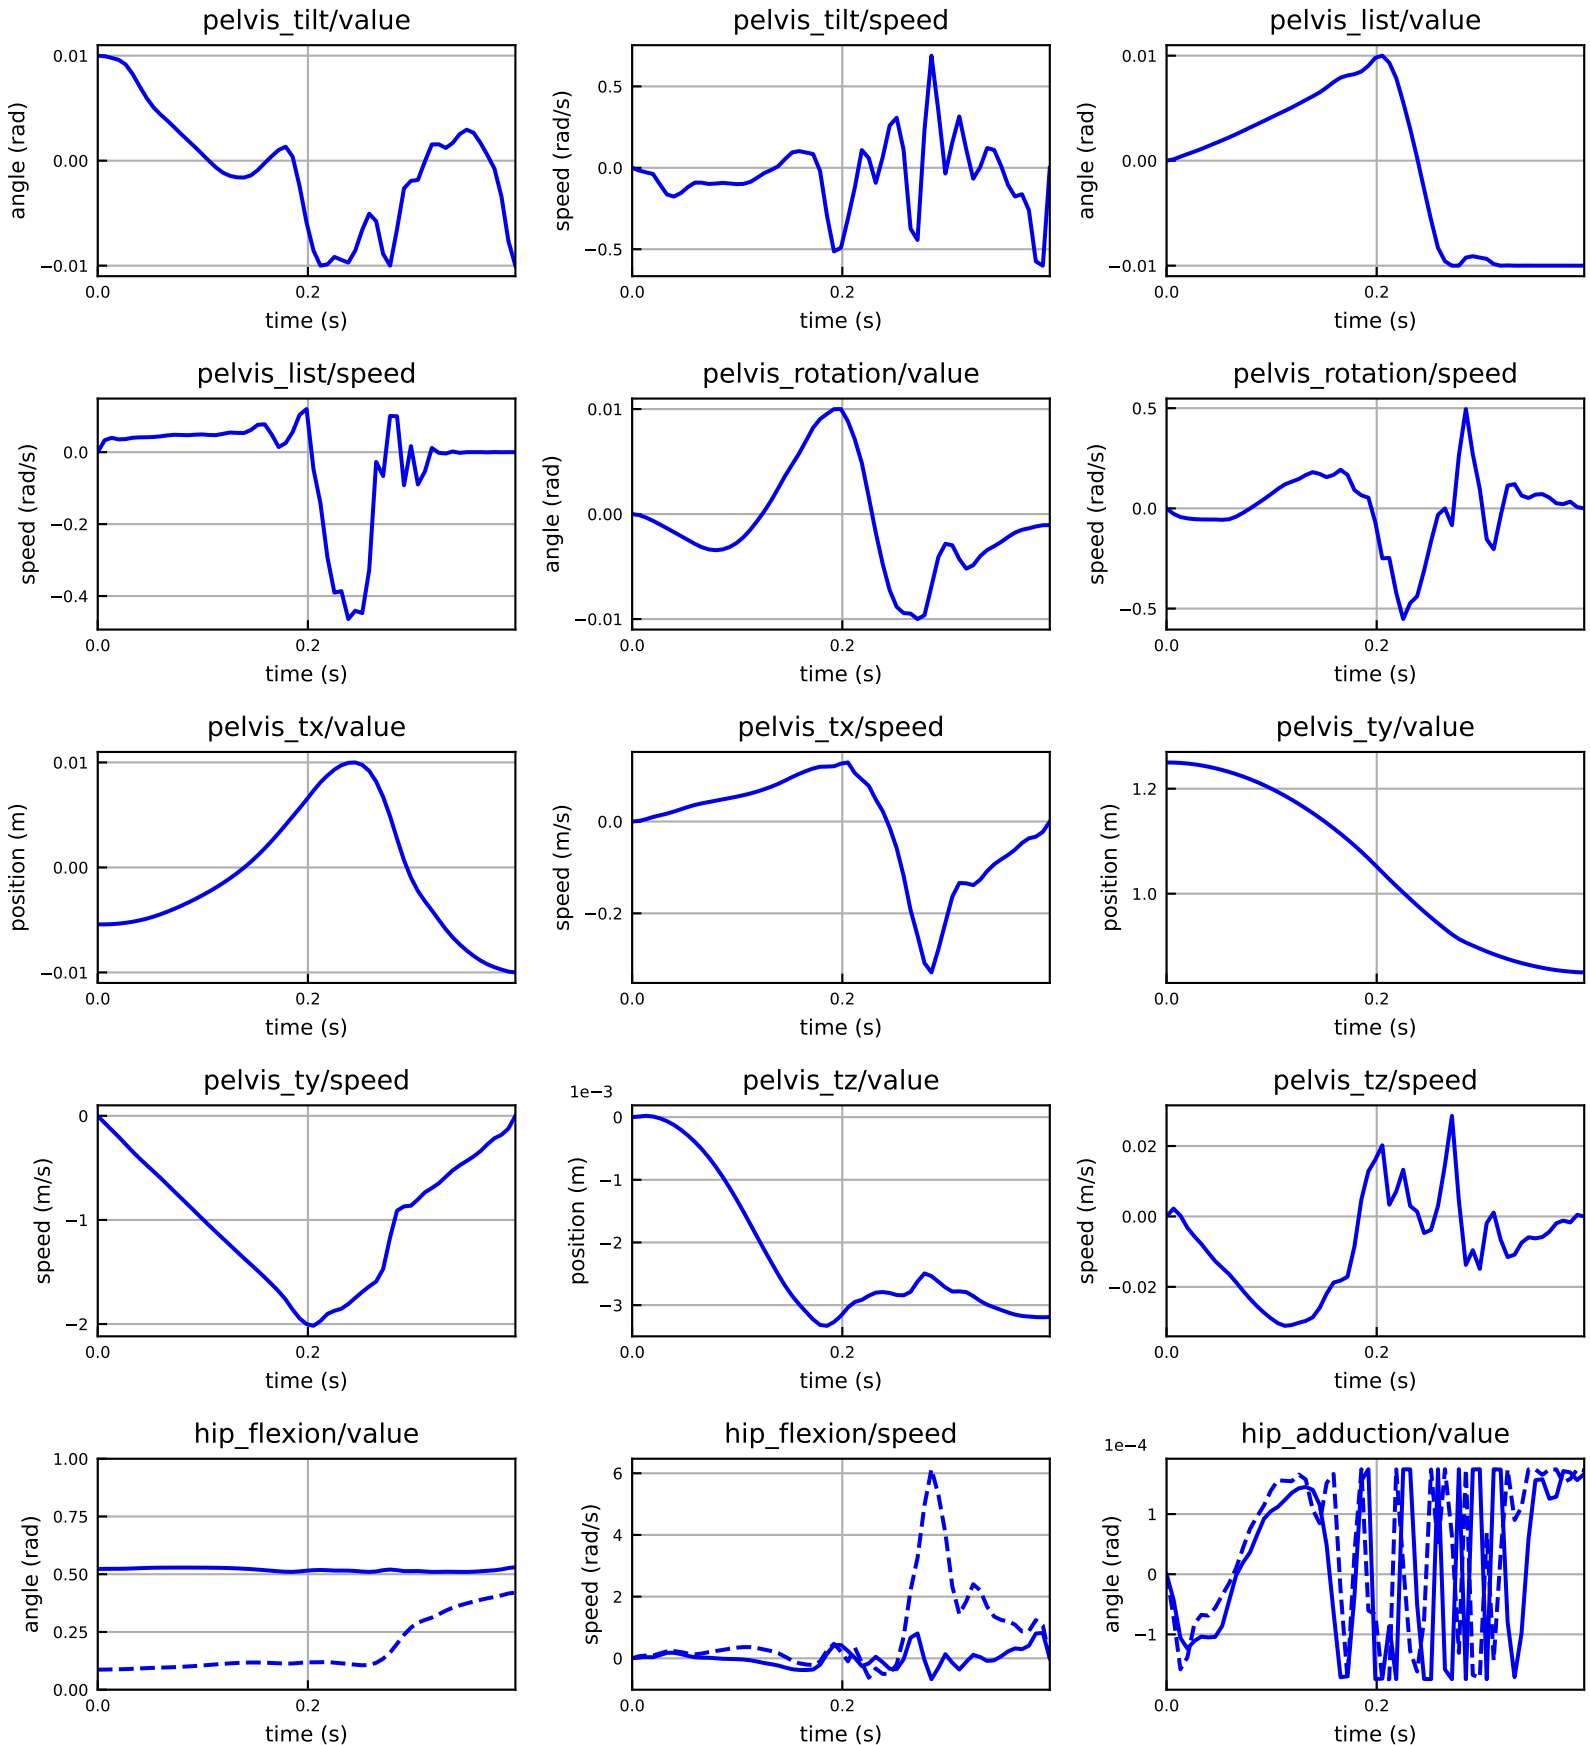 pelvis_tilt/value
pelvis_tilt/speed
pelvis_list/value
angle (rad)
0.01
0.00
−0.01
0.0
0.2
time (s)
speed (rad/s)
0.5
0.0
−0.5
0.0
0.2
time (s)
angle (rad)
0.01
0.00
−0.01
0.0
0.2
time (s)
pelvis_list/speed
pelvis_rotation/value
pelvis_rotation/speed
speed (rad/s)
0.0
−0.2
−0.4
0.0
0.2
time (s)
angle (rad)
0.01
0.00
−0.01
0.0
0.2
time (s)
speed (rad/s)
0.5
0.0
−0.5
0.0
0.2
time (s)
pelvis_tx/value
pelvis_tx/speed
pelvis_ty/value
position (m)
0.01
0.00
−0.01
0.0
0.2
time (s)
speed (m/s)
0.0
−0.2
0.0
0.2
time (s)
position (m)
1.2
1.0
0.0
0.2
time (s)
pelvis_ty/speed
pelvis_tz/value
pelvis_tz/speed
speed (m/s)
0
−1
−2
0.0
0.2
time (s)
1e−3
position (m)
0
−1
−2
−3
0.0
0.2
time (s)
speed (m/s)
0.02
0.00
−0.02
0.0
0.2
time (s)
hip_flexion/value
hip_flexion/speed
hip_adduction/value
angle (rad)
1.00
0.75
0.50
0.25
0.00
0.0
0.2
time (s)
speed (rad/s)
6
4
2
0
0.0
0.2
time (s)
1e−4
angle (rad)
1
0
−1
0.0
0.2
time (s)